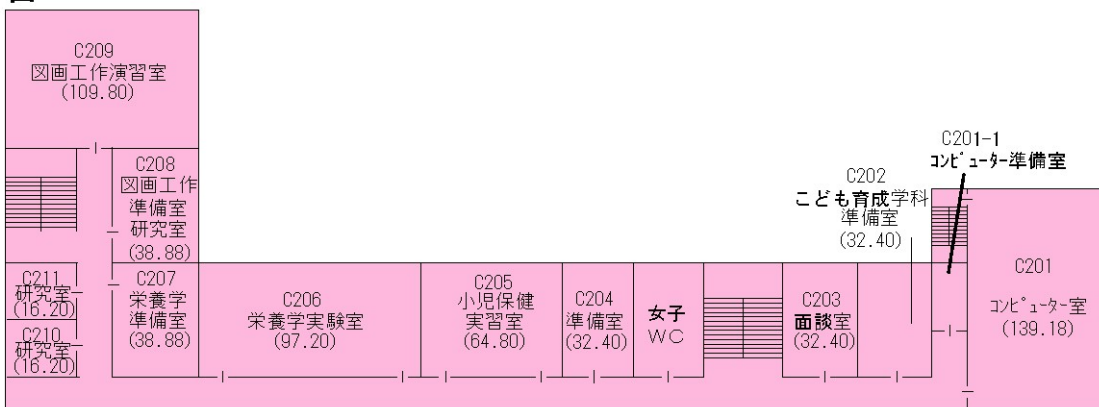 C209
図画工作演習室
(109.80)
C208
図画工作
準備室
研究室
(38.88)
C211
研究室
(16.20)
C210
研究室
(16.20)
C207
栄養学
準備室
(38.88)
C206
栄養学実験室
(97.20)
C205
小児保健
実習室
(64.80)
C204
準備室
(32.40)
女子
WC
C203
面談室
(32.40)
C202
こども育成学科
準備室
(32.40)
C201-1
コンピューター準備室
C201
コンピューター室
(139.18)